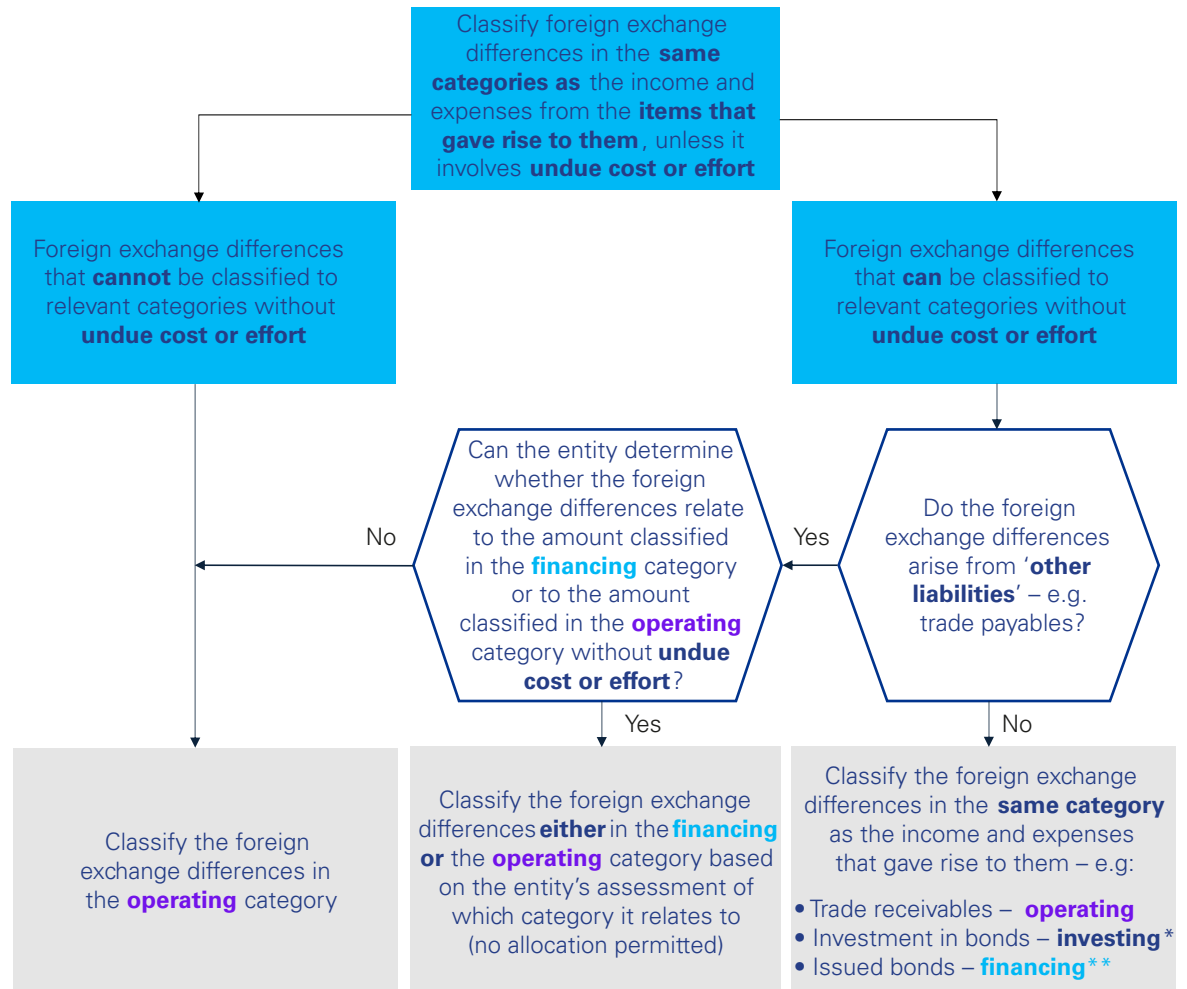 Classify foreign exchange
differences in the same
categories as the income and
expenses from the items that
gave rise to them, unless it
involves undue cost or effort
Foreign exchange differences
that cannot be classified to
relevant categories without
undue cost or effort
Foreign exchange differences
that can be classified to
relevant categories without
undue cost or effort
Can the entity determine
whether the foreign
exchange differences relate
to the amount classified
in the financing category
or to the amount
classified in the operating
category without undue
cost or effort?
Do the foreign
exchange differences
arise from ‘other
liabilities’ – e.g.
trade payables?
No
Yes
Yes
No
Classify the foreign
exchange differences in
the operating category
Classify the foreign exchange
differences either in the financing
or the operating category based
on the entity’s assessment of
which category it relates to
(no allocation permitted)
Classify the foreign exchange
differences in the same category
as the income and expenses
that gave rise to them – e.g:
• Trade receivables – operating
• Investment in bonds – investing*
• Issued bonds – financing**